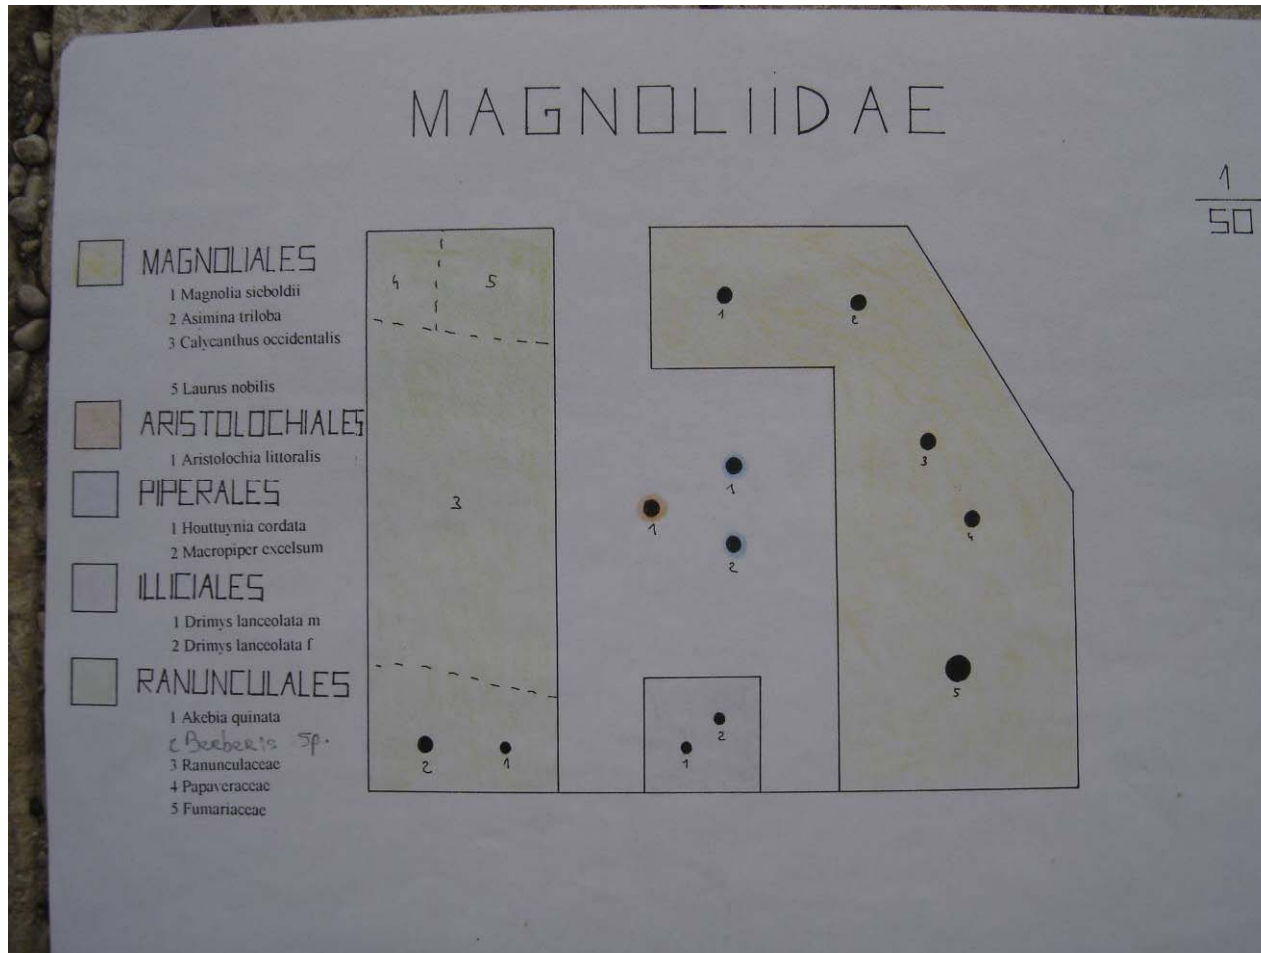 MAGNOLIIDAE
1
50
MAGNOLIALES
1 Magnolia sieboldii
2 Asimina triloba
3 Calycanthus occidentalis
5 Laurus nobilis
ARISTOLOCHIALES
1 Aristolochia littoralis
PIPERALES
1 Houttuynia cordata
2 Macropiper excelsum
ILLICIALES
1 Drimys lanceolata m
2 Drimys lanceolata f
RANUNCULALES
1 Akebia quinata
2 Berberis Sp.
3 Ranunculaceae
4 Papaveraceae
5 Fumariaceae
4 5
3
2 1
1 2
3
4
5
1
1
2
2
1